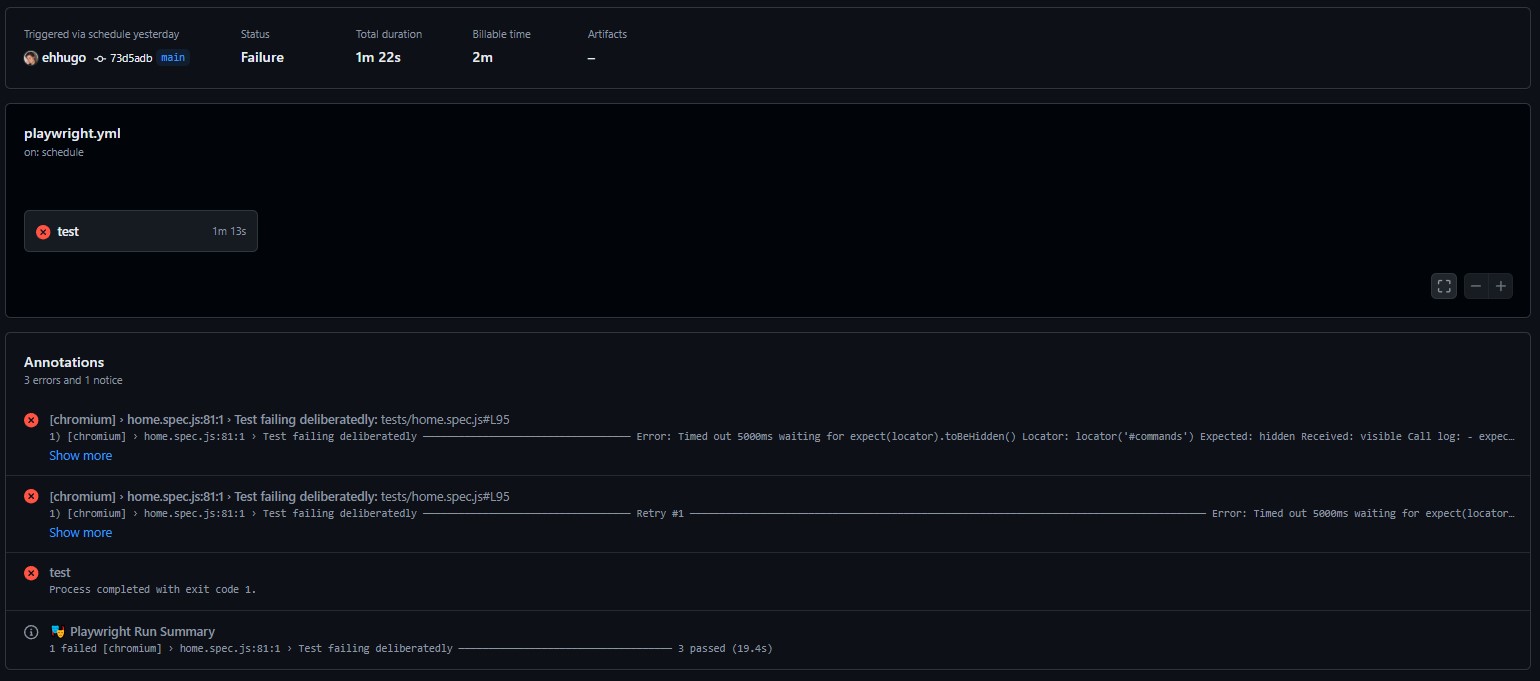 Triggered via schedule yesterday
Status
Total duration
Billable time
Artifacts
ehhugo 73d5adb main
Failure
1m 22s
2m
–
playwright.yml
on: schedule
test 1m 13s
Annotations
3 errors and 1 notice
[chromium] › home.spec.js:81:1 › Test failing deliberatedly: tests/home.spec.js#L95
1) [chromium] › home.spec.js:81:1 › Test failing deliberatedly ─────────────────────────────────── Error: Timed out 5000ms waiting for expect(locator).toBeHidden() Locator: locator('#commands') Expected: hidden Received: visible Call log: - expec…
Show more
[chromium] › home.spec.js:81:1 › Test failing deliberatedly: tests/home.spec.js#L95
1) [chromium] › home.spec.js:81:1 › Test failing deliberatedly ─────────────────────────────────── Retry #1 ─────────────────────────────────────────────────────────────────────────────────────── Error: Timed out 5000ms waiting for expect(locator…
Show more
test
Process completed with exit code 1.
🎭 Playwright Run Summary
1 failed [chromium] › home.spec.js:81:1 › Test failing deliberatedly ──────────────────────────────────── 3 passed (19.4s)